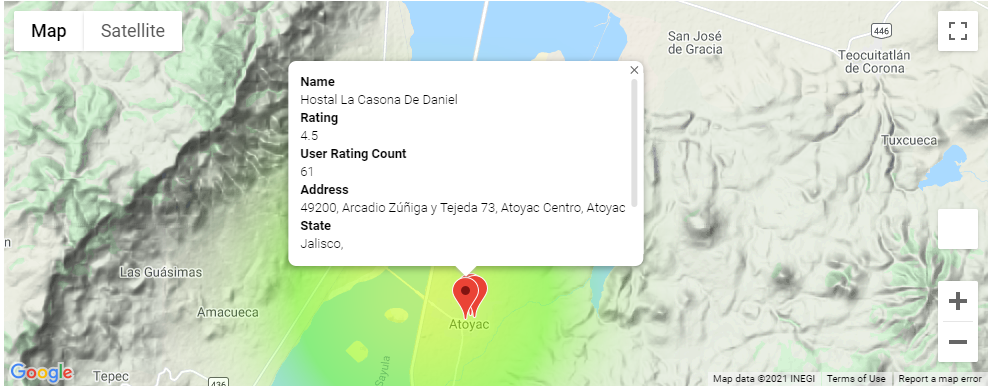 Map
Satellite
San José
de Gracia
446
Teocuitatlán
de Corona
Tuxcueca
Name
Hostal La Casona De Daniel
Rating
4.5
User Rating Count
61
Address
49200, Arcadio Zúñiga y Tejeda 73, Atoyac Centro, Atoyac
State
Jalisco,
n
Las Guásimas
Amacueca
Atoyac
Sayula
Tepec
436
Google
Map data ©2021 INEGI
Terms of Use
Report a map error